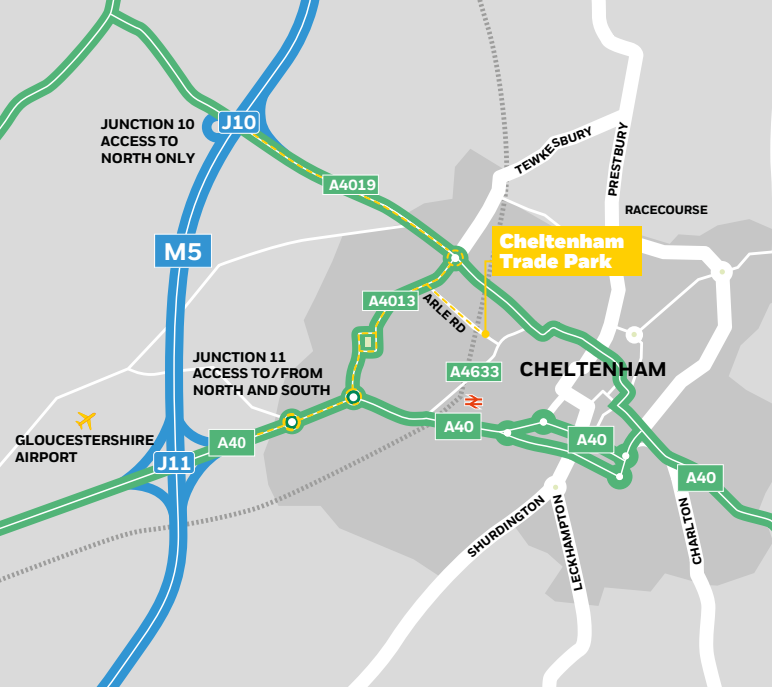 J10
JUNCTION 10
ACCESS TO
NORTH ONLY
TEWKESBURY
PRESTBURY
A4019
RACECOURSE
M5
Cheltenham
Trade Park
A4013
ARLE RD
JUNCTION 11
ACCESS TO/FROM
NORTH AND SOUTH
A4633
CHELTENHAM
GLOUCESTERSHIRE
AIRPORT
A40
A40
A40
J11
A40
SHURDINGTON
LECKHAMPTON
CHARLTON